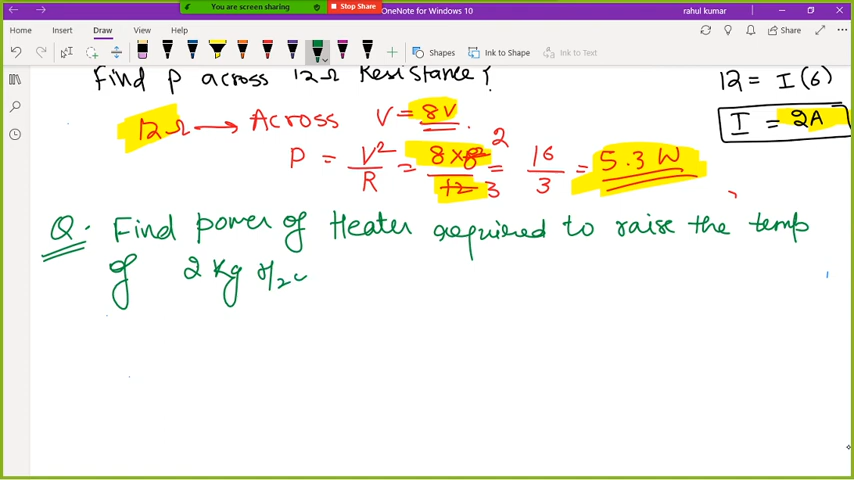 You are screen sharing
Stop Share
OneNote for Windows 10
rahul kumar
Home Insert Draw View Help
Share
Shapes Ink to Shape Ink to Text
Find P across 12Ω Resistance?
12 = I(6)
12Ω → Across V = 8V.
I = 2A
P = V²/R = 8×8/12 = 16/3 = 5.3 W
2
3
Q. Find power of Heater required to raise the temp
of 2 Kg H₂O